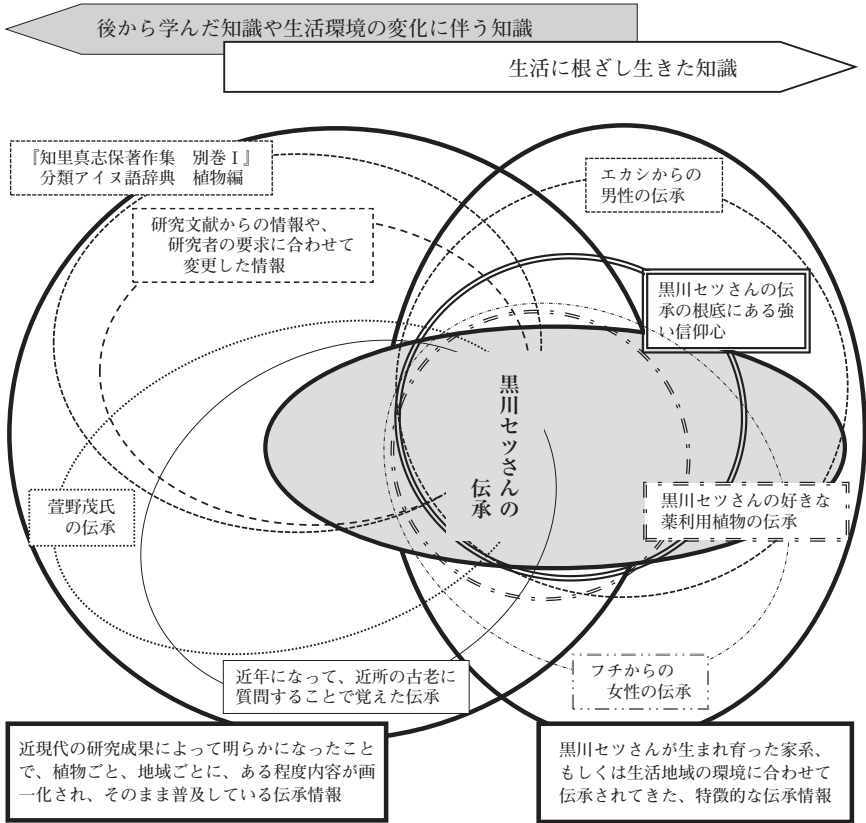 後から学んだ知識や生活環境の変化に伴う知識
生活に根ざし生きた知識
『知里真志保著作集　別巻Ⅰ』
分類アイヌ語辞典　植物編
エカシからの
男性の伝承
研究文献からの情報や、
研究者の要求に合わせて
変更した情報
黒川セツさんの伝
承の根底にある強
い信仰心
黒川セツさんの
伝承
萱野茂氏
の伝承
黒川セツさんの好きな
薬利用植物の伝承
近年になって、近所の古老に
質問することで覚えた伝承
フチからの
女性の伝承
近現代の研究成果によって明らかになったこと
で、植物ごと、地域ごとに、ある程度内容が画
一化され、そのまま普及している伝承情報
黒川セツさんが生まれ育った家系、
もしくは生活地域の環境に合わせて
伝承されてきた、特徴的な伝承情報